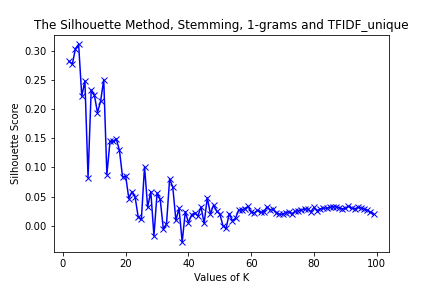 The Silhouette Method, Stemming, 1-grams and TFIDF_unique
0.30
0.25
0.20
0.15
0.10
0.05
0.00
Silhouette Score
0 20 40 60 80 100
Values of K